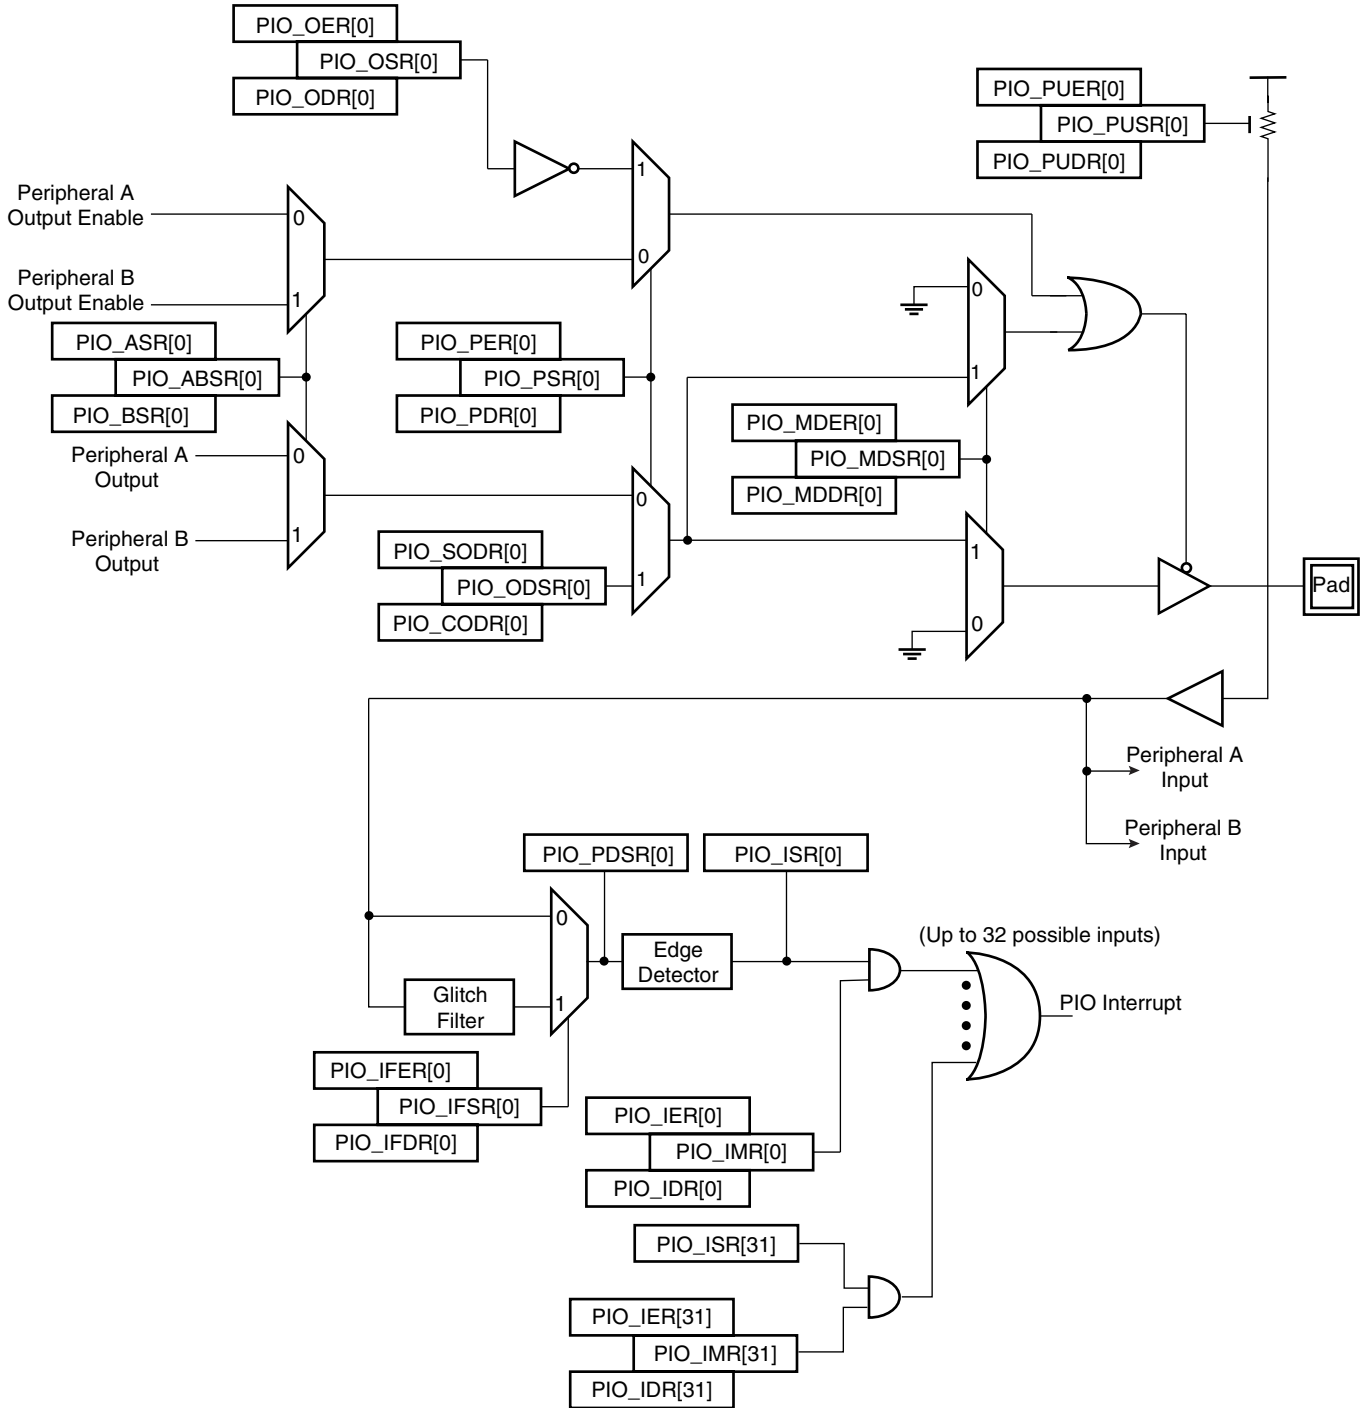 PIO_OER[0]
PIO_OSR[0]
PIO_ODR[0]
PIO_PUER[0]
PIO_PUSR[0]
PIO_PUDR[0]
1
0
Peripheral A
Output Enable
0
Peripheral B
Output Enable
1
PIO_ASR[0]
PIO_ABSR[0]
PIO_BSR[0]
PIO_PER[0]
PIO_PSR[0]
PIO_PDR[0]
0
1
PIO_MDER[0]
PIO_MDSR[0]
PIO_MDDR[0]
Peripheral A
Output
0
Peripheral B
Output
1
0
1
PIO_SODR[0]
PIO_ODSR[0]
PIO_CODR[0]
1
0
Pad
Peripheral A
Input
Peripheral B
Input
PIO_PDSR[0]
PIO_ISR[0]
0
1
Glitch
Filter
Edge
Detector
(Up to 32 possible inputs)
PIO Interrupt
PIO_IFER[0]
PIO_IFSR[0]
PIO_IFDR[0]
PIO_IER[0]
PIO_IMR[0]
PIO_IDR[0]
PIO_ISR[31]
PIO_IER[31]
PIO_IMR[31]
PIO_IDR[31]